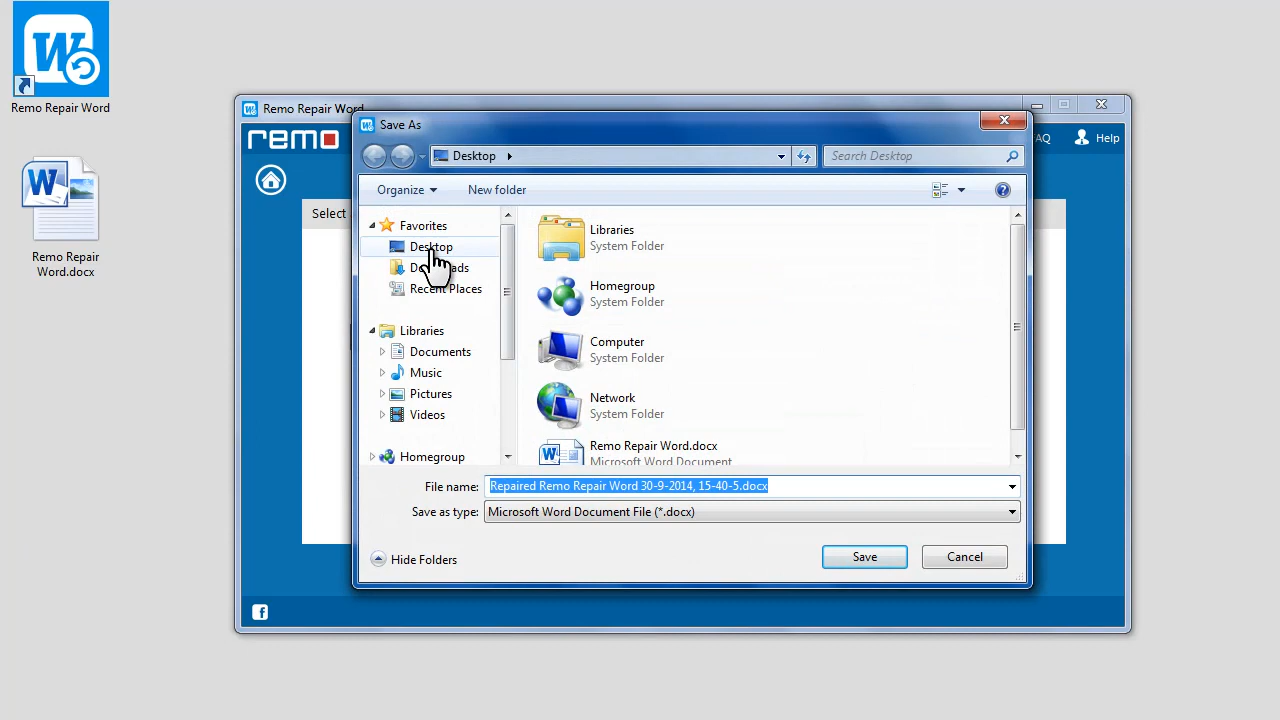 Remo Repair Word
Remo Repair
Word.docx
Remo Repair Word
remo
AQ
Help
Select
Save As
Desktop
Search Desktop
Organize
New folder
Favorites
Desktop
Recent Places
Libraries
Documents
Music
Pictures
Videos
Homegroup
Libraries
System Folder
Homegroup
System Folder
Computer
System Folder
Network
System Folder
Remo Repair Word.docx
Microsoft Word Document
File name: Repaired Remo Repair Word 30-9-2014, 15-40-5.docx
Save as type: Microsoft Word Document File (*.docx)
Hide Folders
Save
Cancel